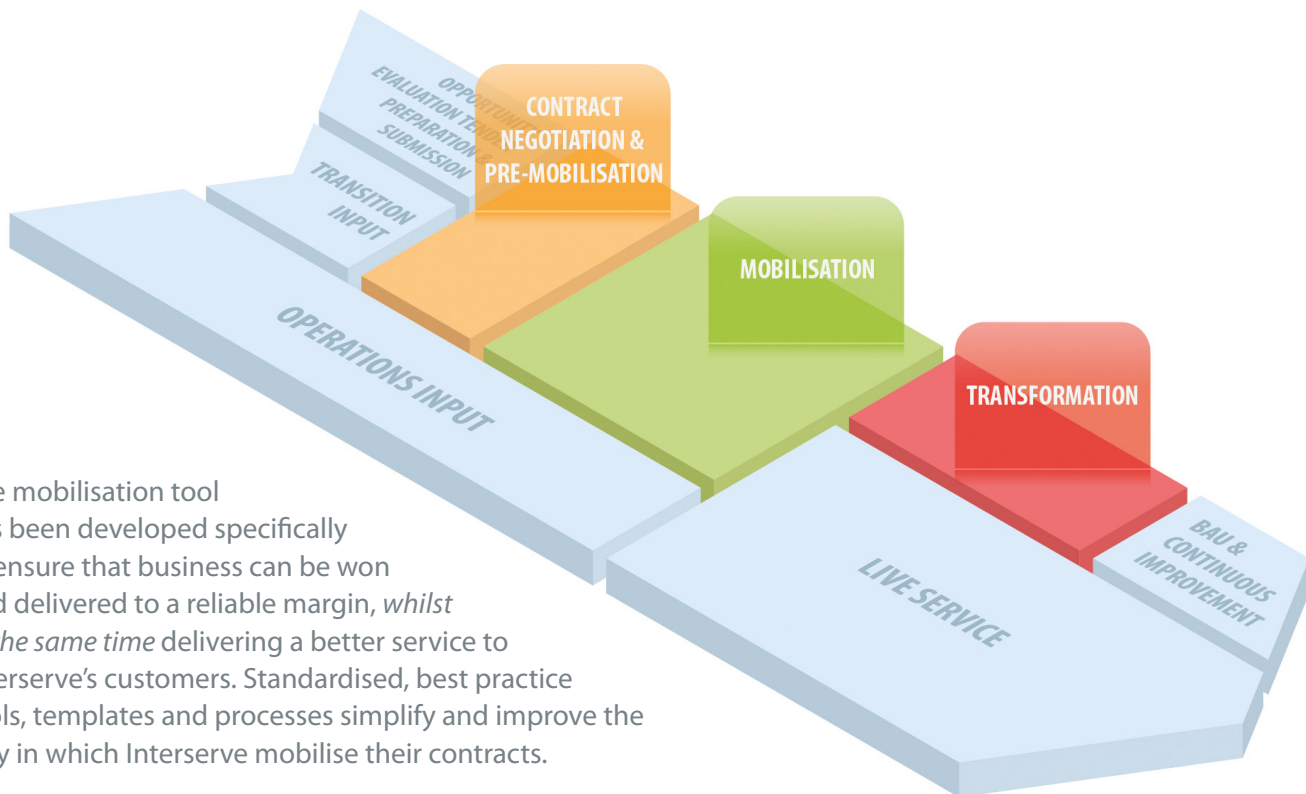 OPPORTUNITY
EVALUATION TENDER
PREPARATION &
SUBMISSION
TRANSITION
INPUT
CONTRACT
NEGOTIATION &
PRE-MOBILISATION
MOBILISATION
TRANSFORMATION
OPERATIONS INPUT
LIVE SERVICE
BAU &
CONTINUOUS
IMPROVEMENT
e mobilisation tool
s been developed specifically
ensure that business can be won
d delivered to a reliable margin, whilst
the same time delivering a better service to
erserve’s customers. Standardised, best practice
ols, templates and processes simplify and improve the
y in which Interserve mobilise their contracts.